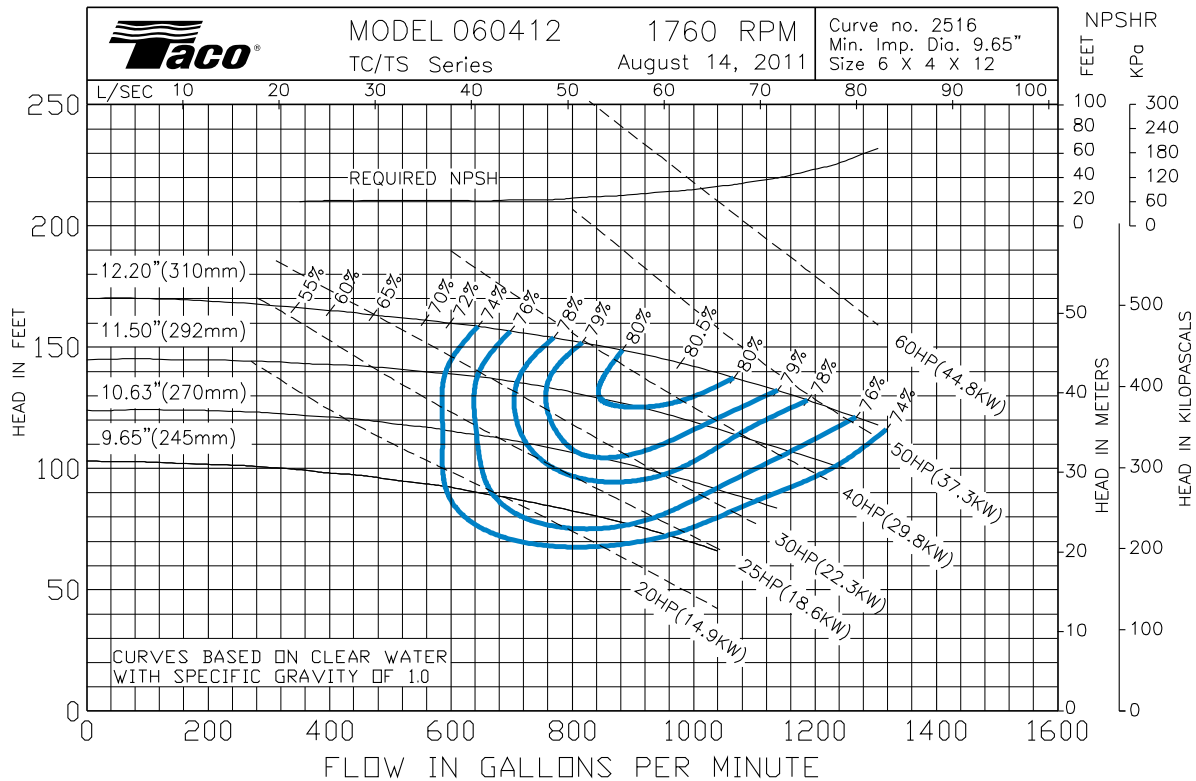 Taco®
MODEL 060412
TC/TS Series
1760 RPM
August 14, 2011
Curve no. 2516
Min. Imp. Dia. 9.65"
Size 6 X 4 X 12
NPSHR
FEET
KPa
L/SEC 10 20 30 40 50 60 70 80 90 100
250
200
150
100
50
0
HEAD IN FEET
REQUIRED NPSH
12.20"(310mm)
11.50"(292mm)
10.63"(270mm)
9.65"(245mm)
55%
60%
65%
70%
72%
74%
76%
78%
79%
80%
80.5%
80%
79%
78%
76%
74%
60HP(44.8KW)
50HP(37.3KW)
40HP(29.8KW)
30HP(22.3KW)
25HP(18.6KW)
20HP(14.9KW)
100
80
60
40
20
0
300
240
180
120
60
0
50
40
30
20
10
0
HEAD IN METERS
500
400
300
200
100
0
HEAD IN KILOPASCALS
CURVES BASED ON CLEAR WATER
WITH SPECIFIC GRAVITY OF 1.0
0 200 400 600 800 1000 1200 1400 1600
FLOW IN GALLONS PER MINUTE